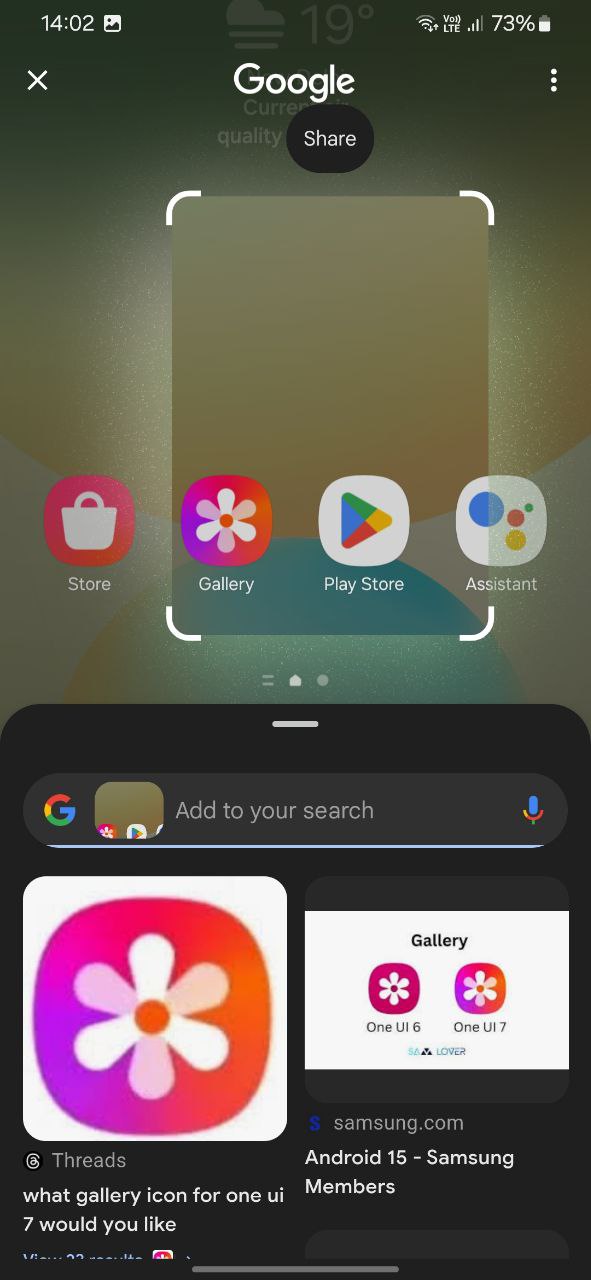 14:02
Vo))
LTE
73%
19°
Google
Current air
quality
Share
Store
Gallery
Play Store
Assistant
Add to your search
Gallery
One UI 6
One UI 7
LOVER
Threads
what gallery icon for one ui
7 would you like
samsung.com
Android 15 - Samsung
Members
View 23 results